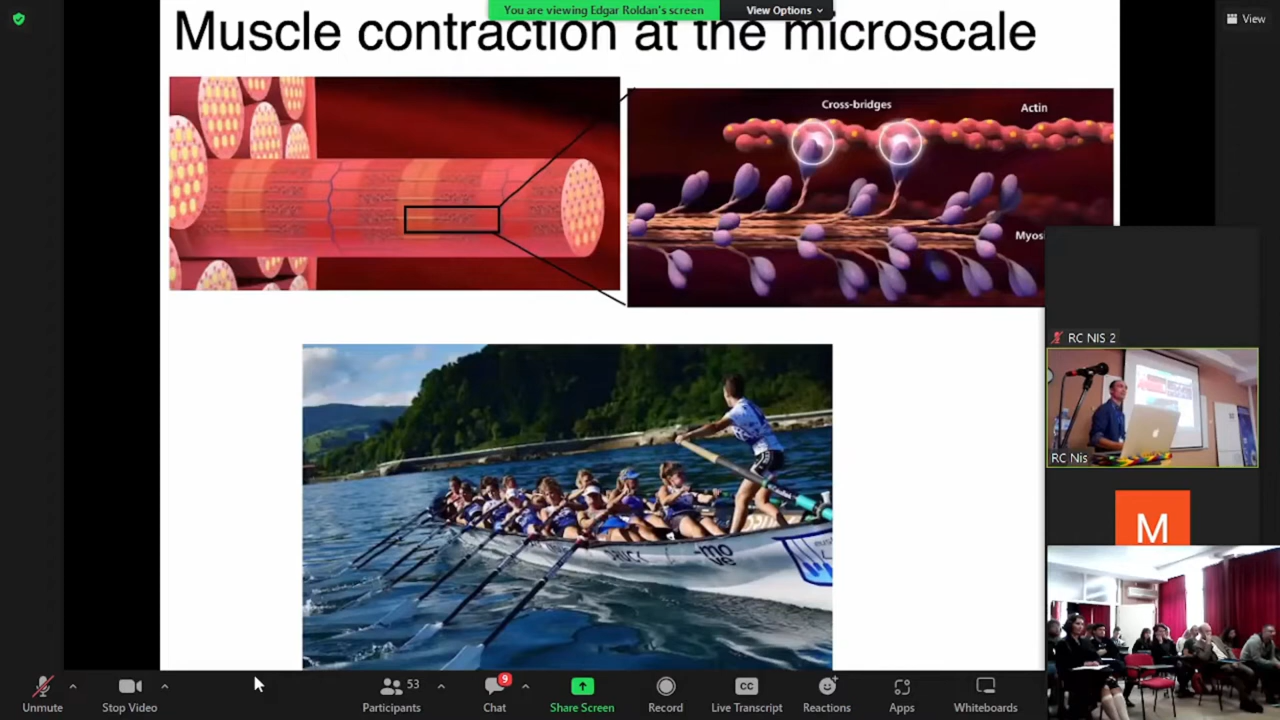 You are viewing Edgar Roldan's screen
View Options
View
Muscle contraction at the microscale
Cross-bridges
Actin
Myos
RC NIS 2
RC Nis
M
Unmute
Stop Video
53
Participants
9
Chat
Share Screen
Record
CC
Live Transcript
Reactions
Apps
Whiteboards